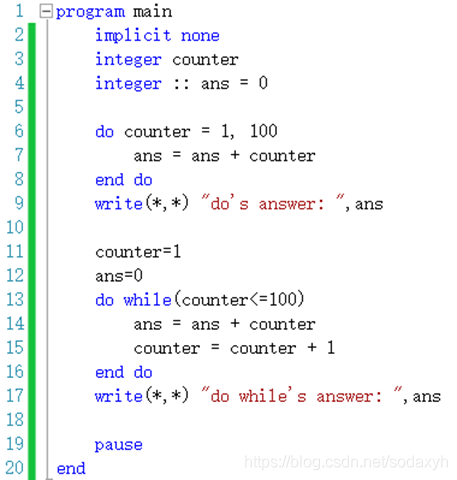 1 program main
2     implicit none
3     integer counter
4     integer :: ans = 0
5
6     do counter = 1, 100
7         ans = ans + counter
8     end do
9     write(*,*) "do's answer: ",ans
10
11     counter=1
12     ans=0
13     do while(counter<=100)
14         ans = ans + counter
15         counter = counter + 1
16     end do
17     write(*,*) "do while's answer: ",ans
18
19     pause
20 end
https://blog.csdn.net/sodaxyh